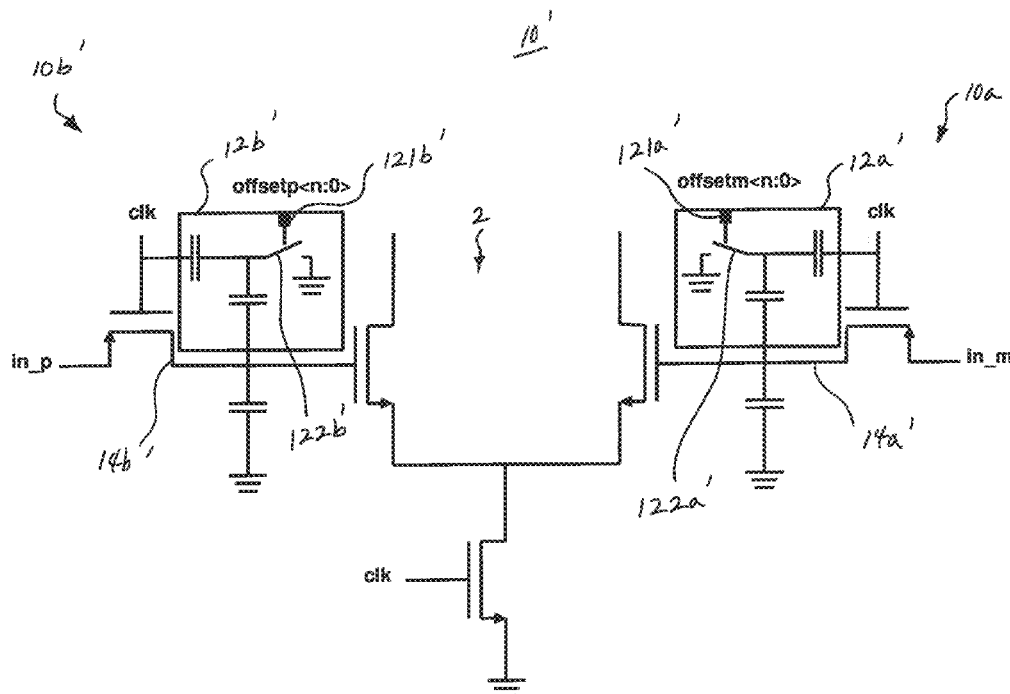 10'
10b'
10a
12b'
121b'
121a'
12a'
offsetp<n:0>
offsetm<n:0>
clk
2
clk
in_p
in_m
14b'
122b'
122a'
14a'
clk